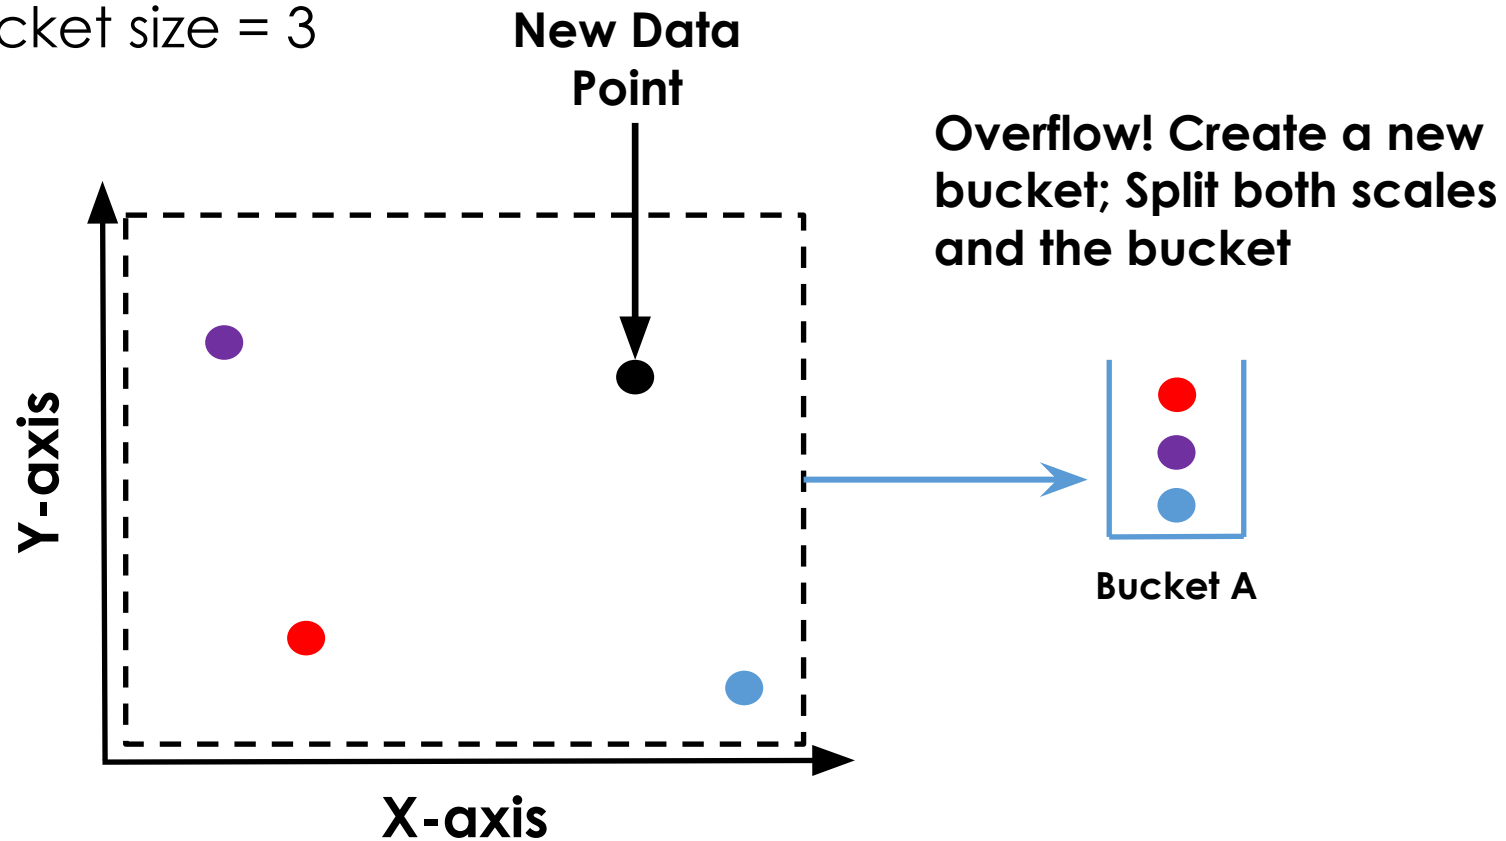 cket size = 3
New Data
Point
Overflow! Create a new
bucket; Split both scales
and the bucket
Y-axis
Bucket A
X-axis